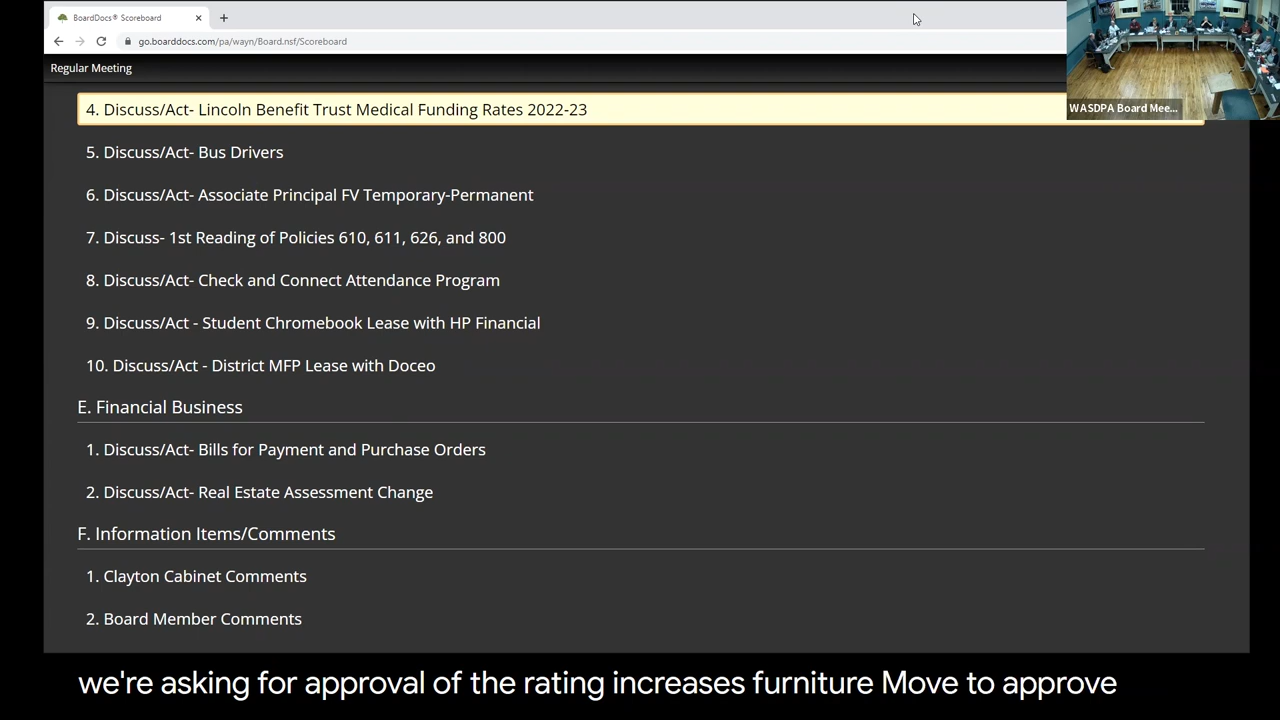 BoardDocs® Scoreboard
go.boarddocs.com/pa/wayn/Board.nsf/Scoreboard
Regular Meeting
WASDPA Board Mee...
4. Discuss/Act- Lincoln Benefit Trust Medical Funding Rates 2022-23
5. Discuss/Act- Bus Drivers
6. Discuss/Act- Associate Principal FV Temporary-Permanent
7. Discuss- 1st Reading of Policies 610, 611, 626, and 800
8. Discuss/Act- Check and Connect Attendance Program
9. Discuss/Act - Student Chromebook Lease with HP Financial
10. Discuss/Act - District MFP Lease with Doceo
E. Financial Business
1. Discuss/Act- Bills for Payment and Purchase Orders
2. Discuss/Act- Real Estate Assessment Change
F. Information Items/Comments
1. Clayton Cabinet Comments
2. Board Member Comments
we're asking for approval of the rating increases furniture Move to approve